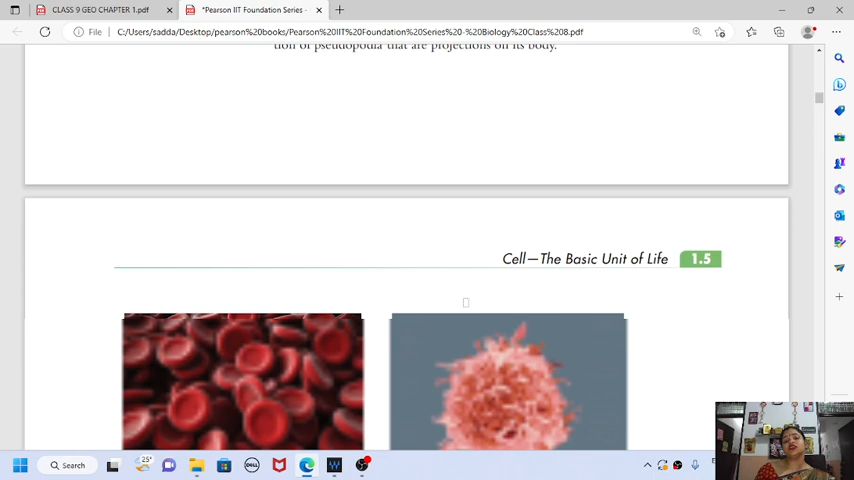 CLASS 9 GEO CHAPTER 1.pdf
*Pearson IIT Foundation Series -
File
C:/Users/sadda/Desktop/pearson%20books/Pearson%20IIT%20Foundation%20Series%20-%20Biology%20Class%208.pdf
tion of pseudopodia that are projections on its body.
Cell—The Basic Unit of Life 1.5
25°
Search
DELL